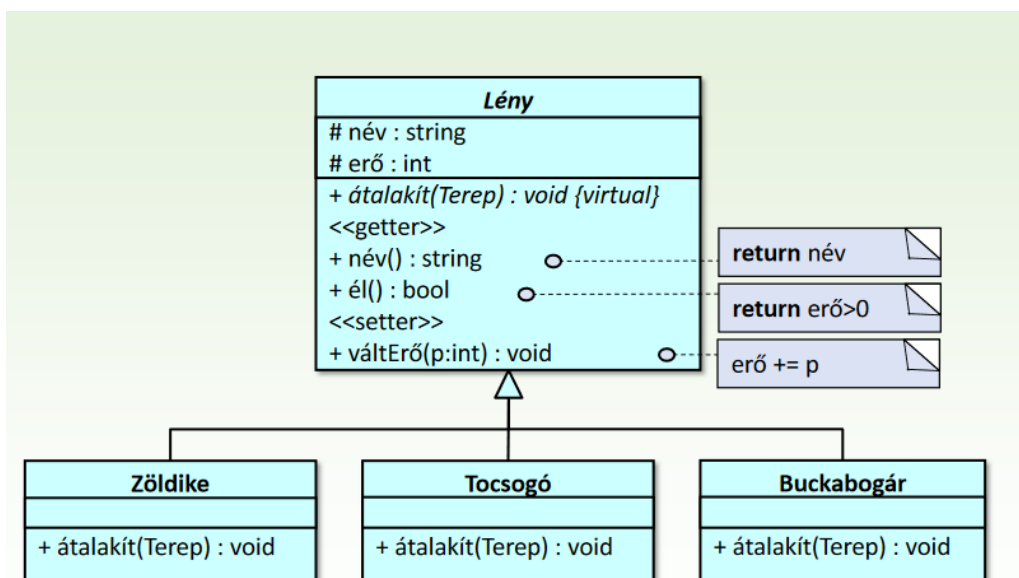 Lény
# név : string
# erő : int
+ átalakít(Terep) : void {virtual}
<<getter>>
+ név() : string
return név
+ él() : bool
return erő>0
<<setter>>
+ váltErő(p:int) : void
erő += p
Zöldike
+ átalakít(Terep) : void
Tocsogó
+ átalakít(Terep) : void
Buckabogár
+ átalakít(Terep) : void